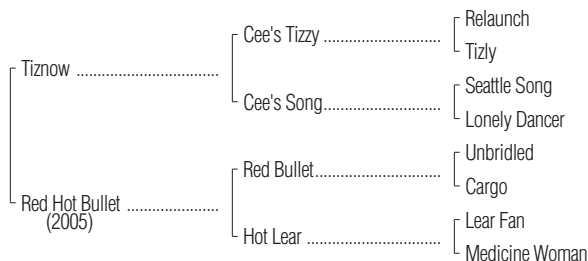 Relaunch
Cee's Tizzy
Tizly
Tiznow
Seattle Song
Cee's Song
Lonely Dancer
Unbridled
Red Bullet
Cargo
Red Hot Bullet
(2005)
Lear Fan
Hot Lear
Medicine Woman